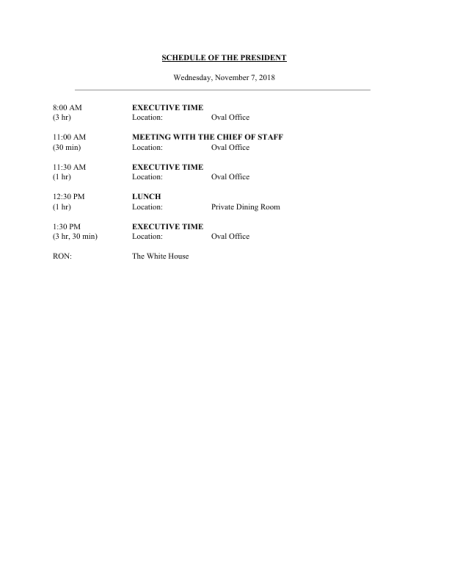 SCHEDULE OF THE PRESIDENT
Wednesday, November 7, 2018
8:00 AM EXECUTIVE TIME
(3 hr) Location: Oval Office
11:00 AM MEETING WITH THE CHIEF OF STAFF
(30 min) Location: Oval Office
11:30 AM EXECUTIVE TIME
(1 hr) Location: Oval Office
12:30 PM LUNCH
(1 hr) Location: Private Dining Room
1:30 PM EXECUTIVE TIME
(3 hr, 30 min) Location: Oval Office
RON: The White House